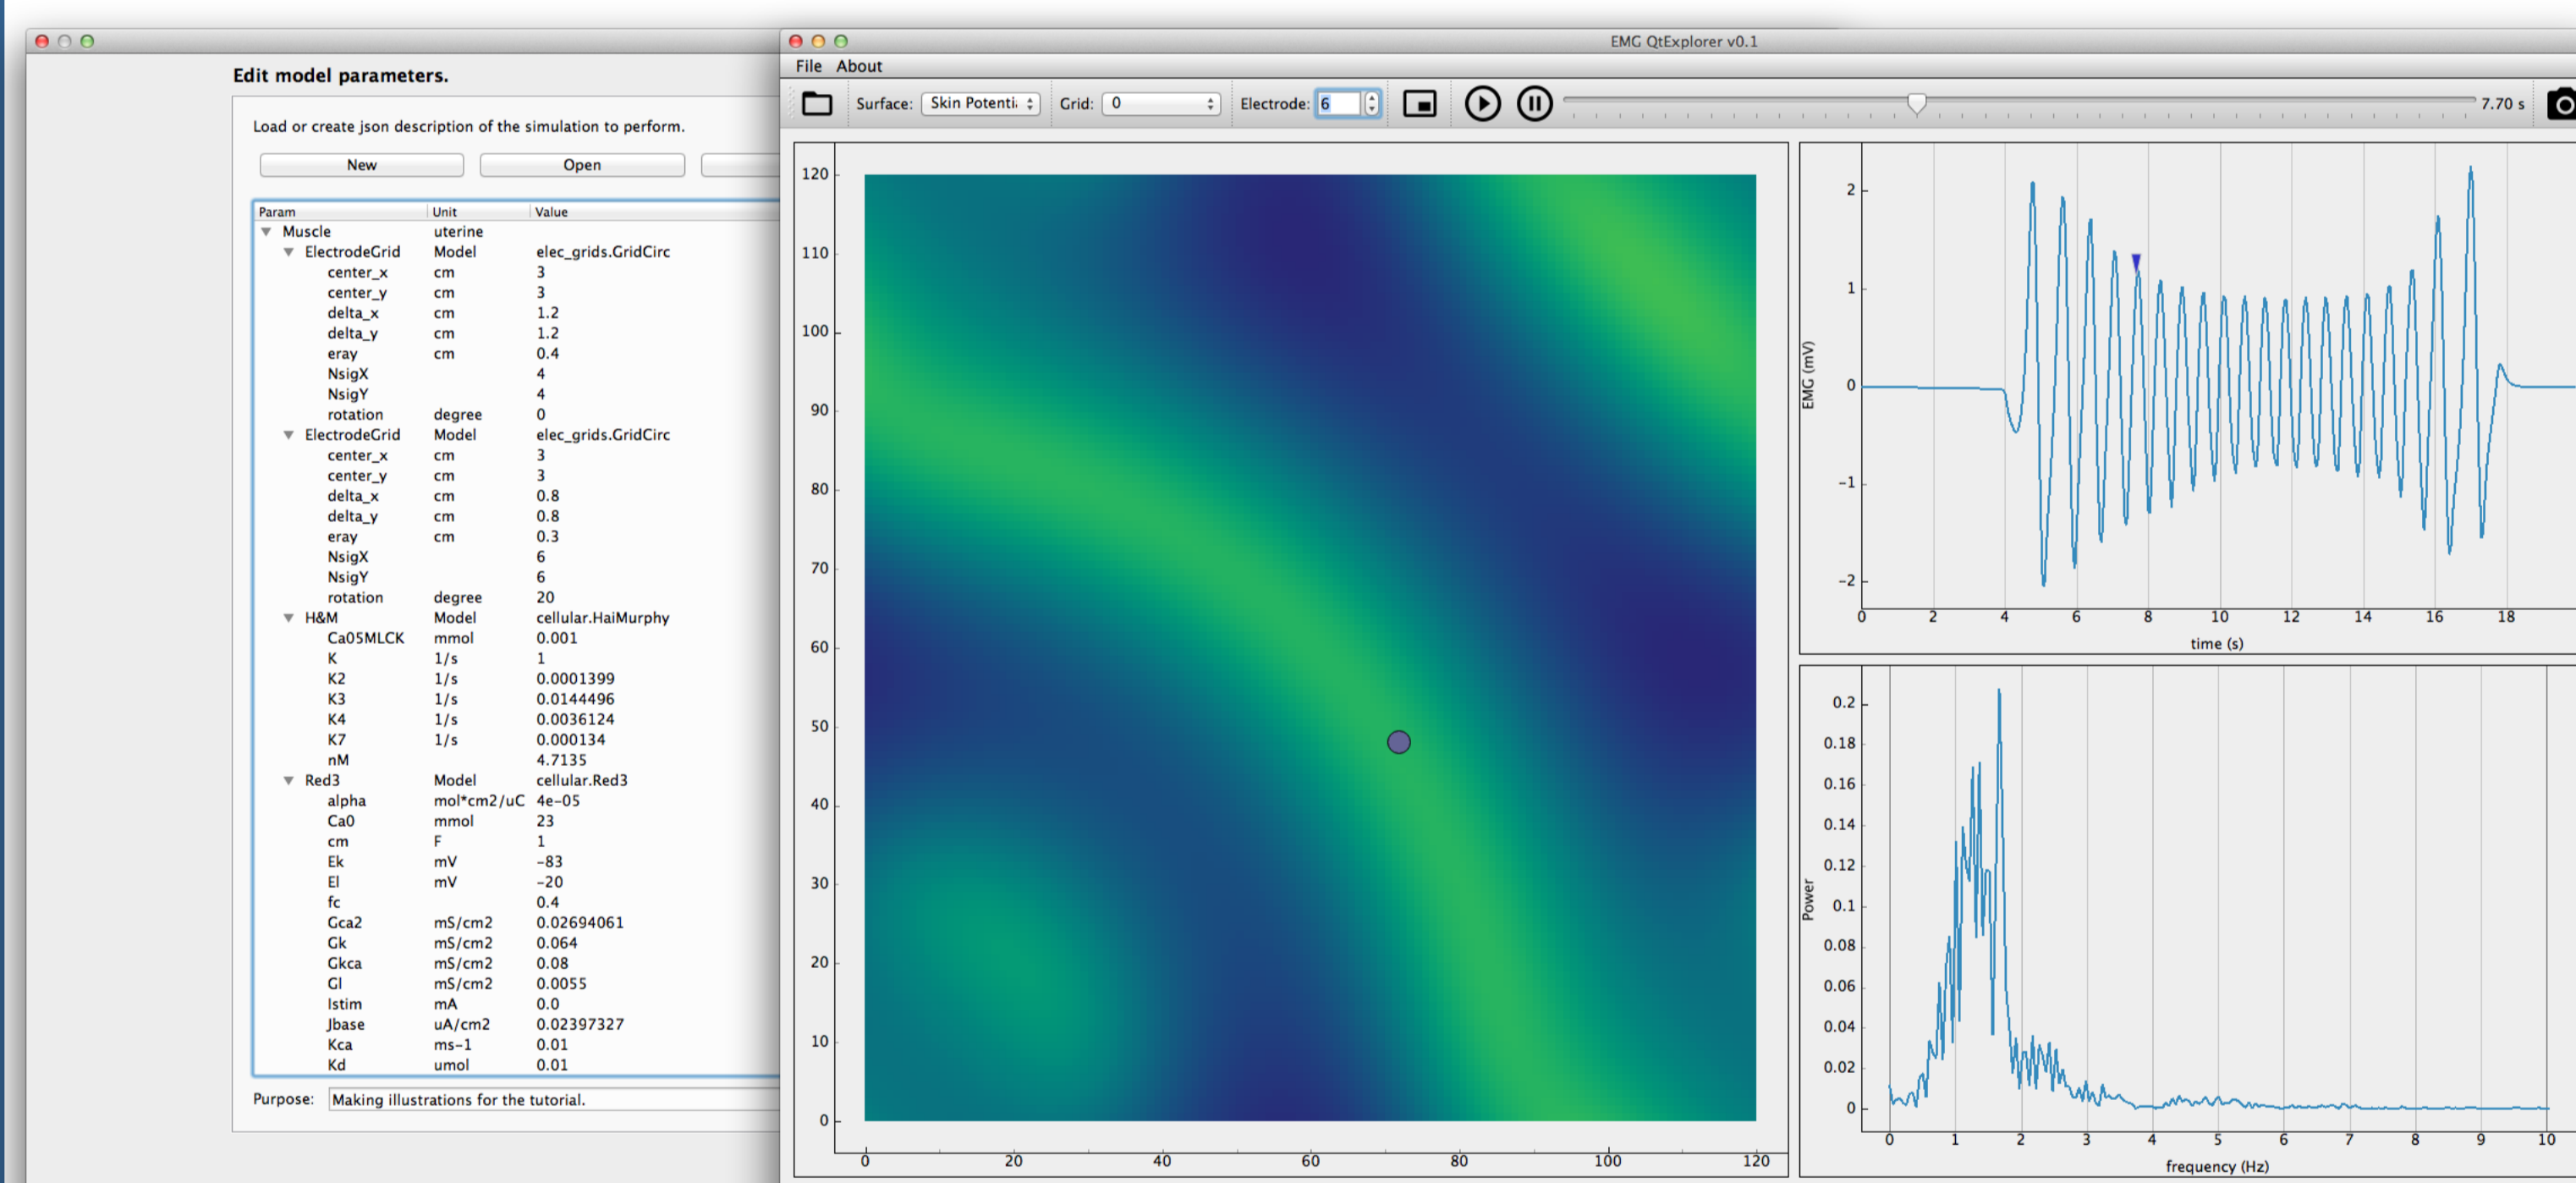 Edit model parameters.
Load or create json description of the simulation to perform.
New Open
Param Unit Value
Muscle uterine
ElectrodeGrid Model elec_grids.GridCirc
center_x cm 3
center_y cm 3
delta_x cm 1.2
delta_y cm 1.2
eray cm 0.4
NsigX 4
NsigY 4
rotation degree 0
ElectrodeGrid Model elec_grids.GridCirc
center_x cm 3
center_y cm 3
delta_x cm 0.8
delta_y cm 0.8
eray cm 0.3
NsigX 6
NsigY 6
rotation degree 20
H&M Model cellular.HaiMurphy
Ca05MLCK mmol 0.001
K 1/s 1
K2 1/s 0.0001399
K3 1/s 0.0144496
K4 1/s 0.0036124
K7 1/s 0.000134
nM 4.7135
Red3 Model cellular.Red3
alpha mol*cm2/uC 4e-05
Ca0 mmol 23
cm F 1
Ek mV -83
El mV -20
fc 0.4
Gca2 mS/cm2 0.02694061
Gk mS/cm2 0.064
Gkca mS/cm2 0.08
Gl mS/cm2 0.0055
Istim mA 0.0
Jbase uA/cm2 0.02397327
Kca ms-1 0.01
Kd umol 0.01
Purpose: Making illustrations for the tutorial.
EMG QtExplorer v0.1
File About
Surface: Skin Potenti Grid: 0 Electrode: 6 7.70 s
120
110
100
90
80
70
60
50
40
30
20
10
0
0 20 40 60 80 100 120
EMG (mV)
2
1
0
-1
-2
0 2 4 6 8 10 12 14 16 18
time (s)
Power
0.2
0.18
0.16
0.14
0.12
0.1
0.08
0.06
0.04
0.02
0
0 1 2 3 4 5 6 7 8 9 10
frequency (Hz)